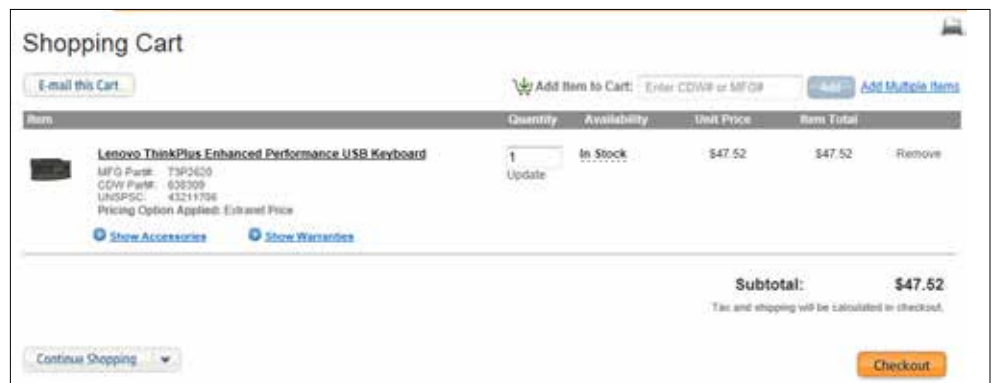 Shopping Cart
E-mail this Cart
Add Item to Cart: Enter CDW# or MFG# Add Add Multiple Items
Item Quantity Availability Unit Price Item Total
Lenovo ThinkPlus Enhanced Performance USB Keyboard 1 In Stock $47.52 $47.52 Remove
MFG Part#: 73P2620 Update
CDW Part#: 638309
UNSPSC: 43211706
Pricing Option Applied: Extranet Price
Show Accessories Show Warranties
Subtotal: $47.52
Tax and shipping will be calculated in checkout.
Continue Shopping Checkout